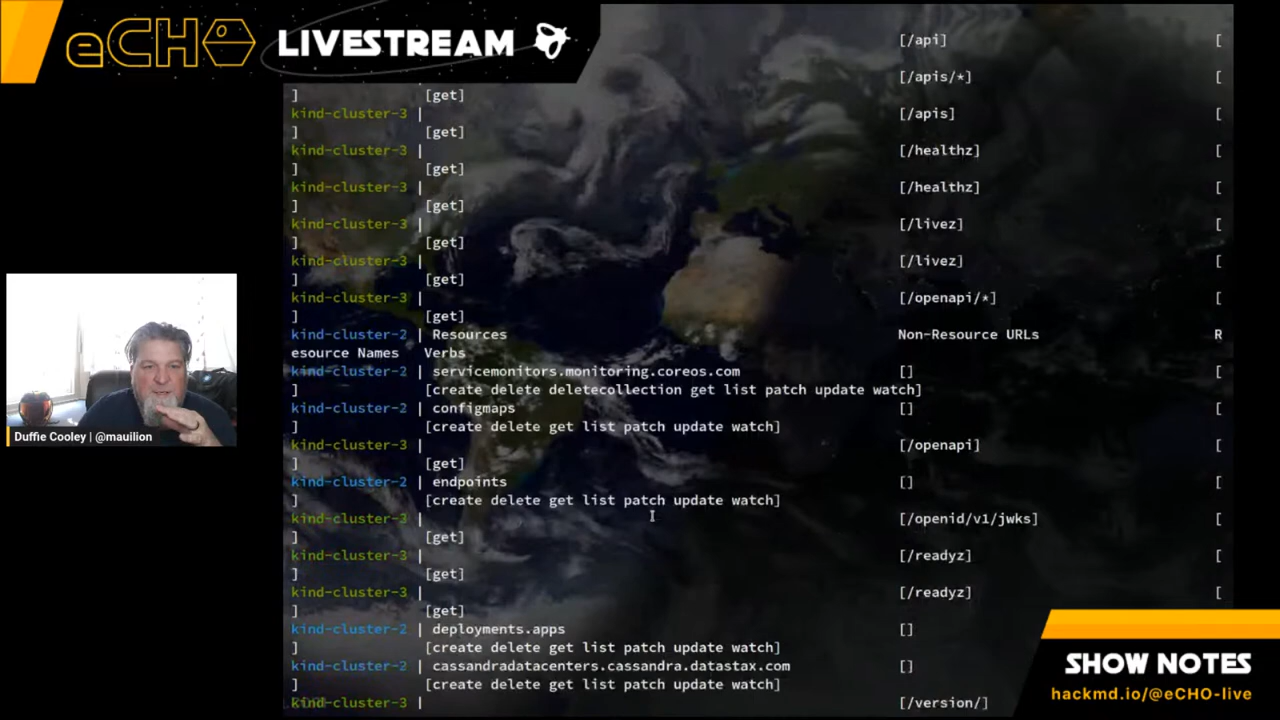 eCHO LIVESTREAM
[/api] [
[/apis/*] [
] [get]
kind-cluster-3 | [/apis] [
] [get]
kind-cluster-3 | [/healthz] [
] [get]
kind-cluster-3 | [/healthz] [
] [get]
kind-cluster-3 | [/livez] [
] [get]
kind-cluster-3 | [/livez] [
] [get]
kind-cluster-3 | [/openapi/*] [
] [get]
kind-cluster-2 | Resources Non-Resource URLs R
esource Names Verbs
kind-cluster-2 | servicemonitors.monitoring.coreos.com [] [
] [create delete deletecollection get list patch update watch]
kind-cluster-2 | configmaps [] [
] [create delete get list patch update watch]
kind-cluster-3 | [/openapi] [
] [get]
kind-cluster-2 | endpoints [] [
] [create delete get list patch update watch]
kind-cluster-3 | [/openid/v1/jwks] [
] [get]
kind-cluster-3 | [/readyz] [
] [get]
kind-cluster-3 | [/readyz] [
] [get]
kind-cluster-2 | deployments.apps []
] [create delete get list patch update watch]
kind-cluster-2 | cassandradatacenters.cassandra.datastax.com []
] [create delete get list patch update watch]
kind-cluster-3 | [/version/]
Duffie Cooley | @mauilion
SHOW NOTES
hackmd.io/@eCHO-live